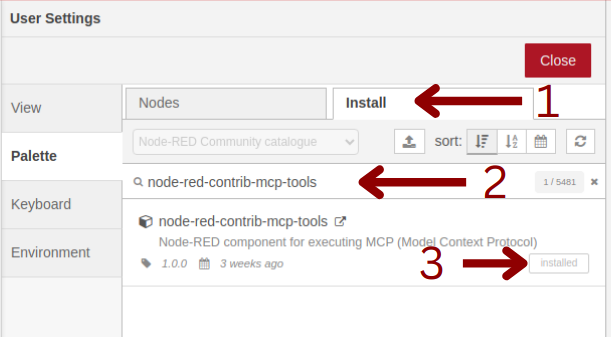 User Settings
Close
View
Palette
Keyboard
Environment
Nodes
Install
1
Node-RED Community catalogue
sort:
node-red-contrib-mcp-tools
2
1 / 5481
node-red-contrib-mcp-tools
Node-RED component for executing MCP (Model Context Protocol)
1.0.0 3 weeks ago
3
installed